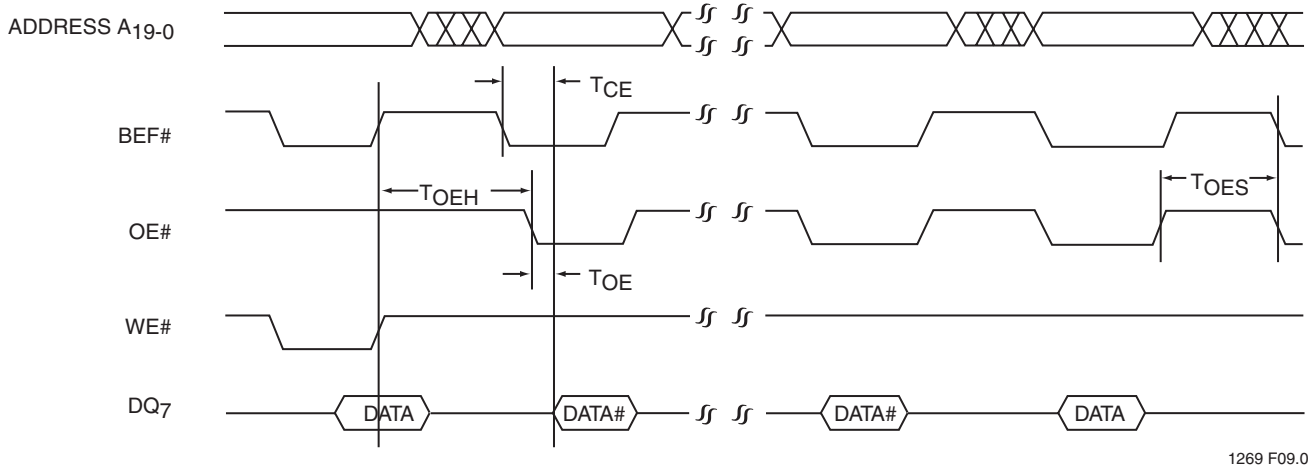 ADDRESS A19-0
TCE
BEF#
TOEH
TOES
OE#
TOE
WE#
DQ7
DATA
DATA#
DATA#
DATA
1269 F09.0